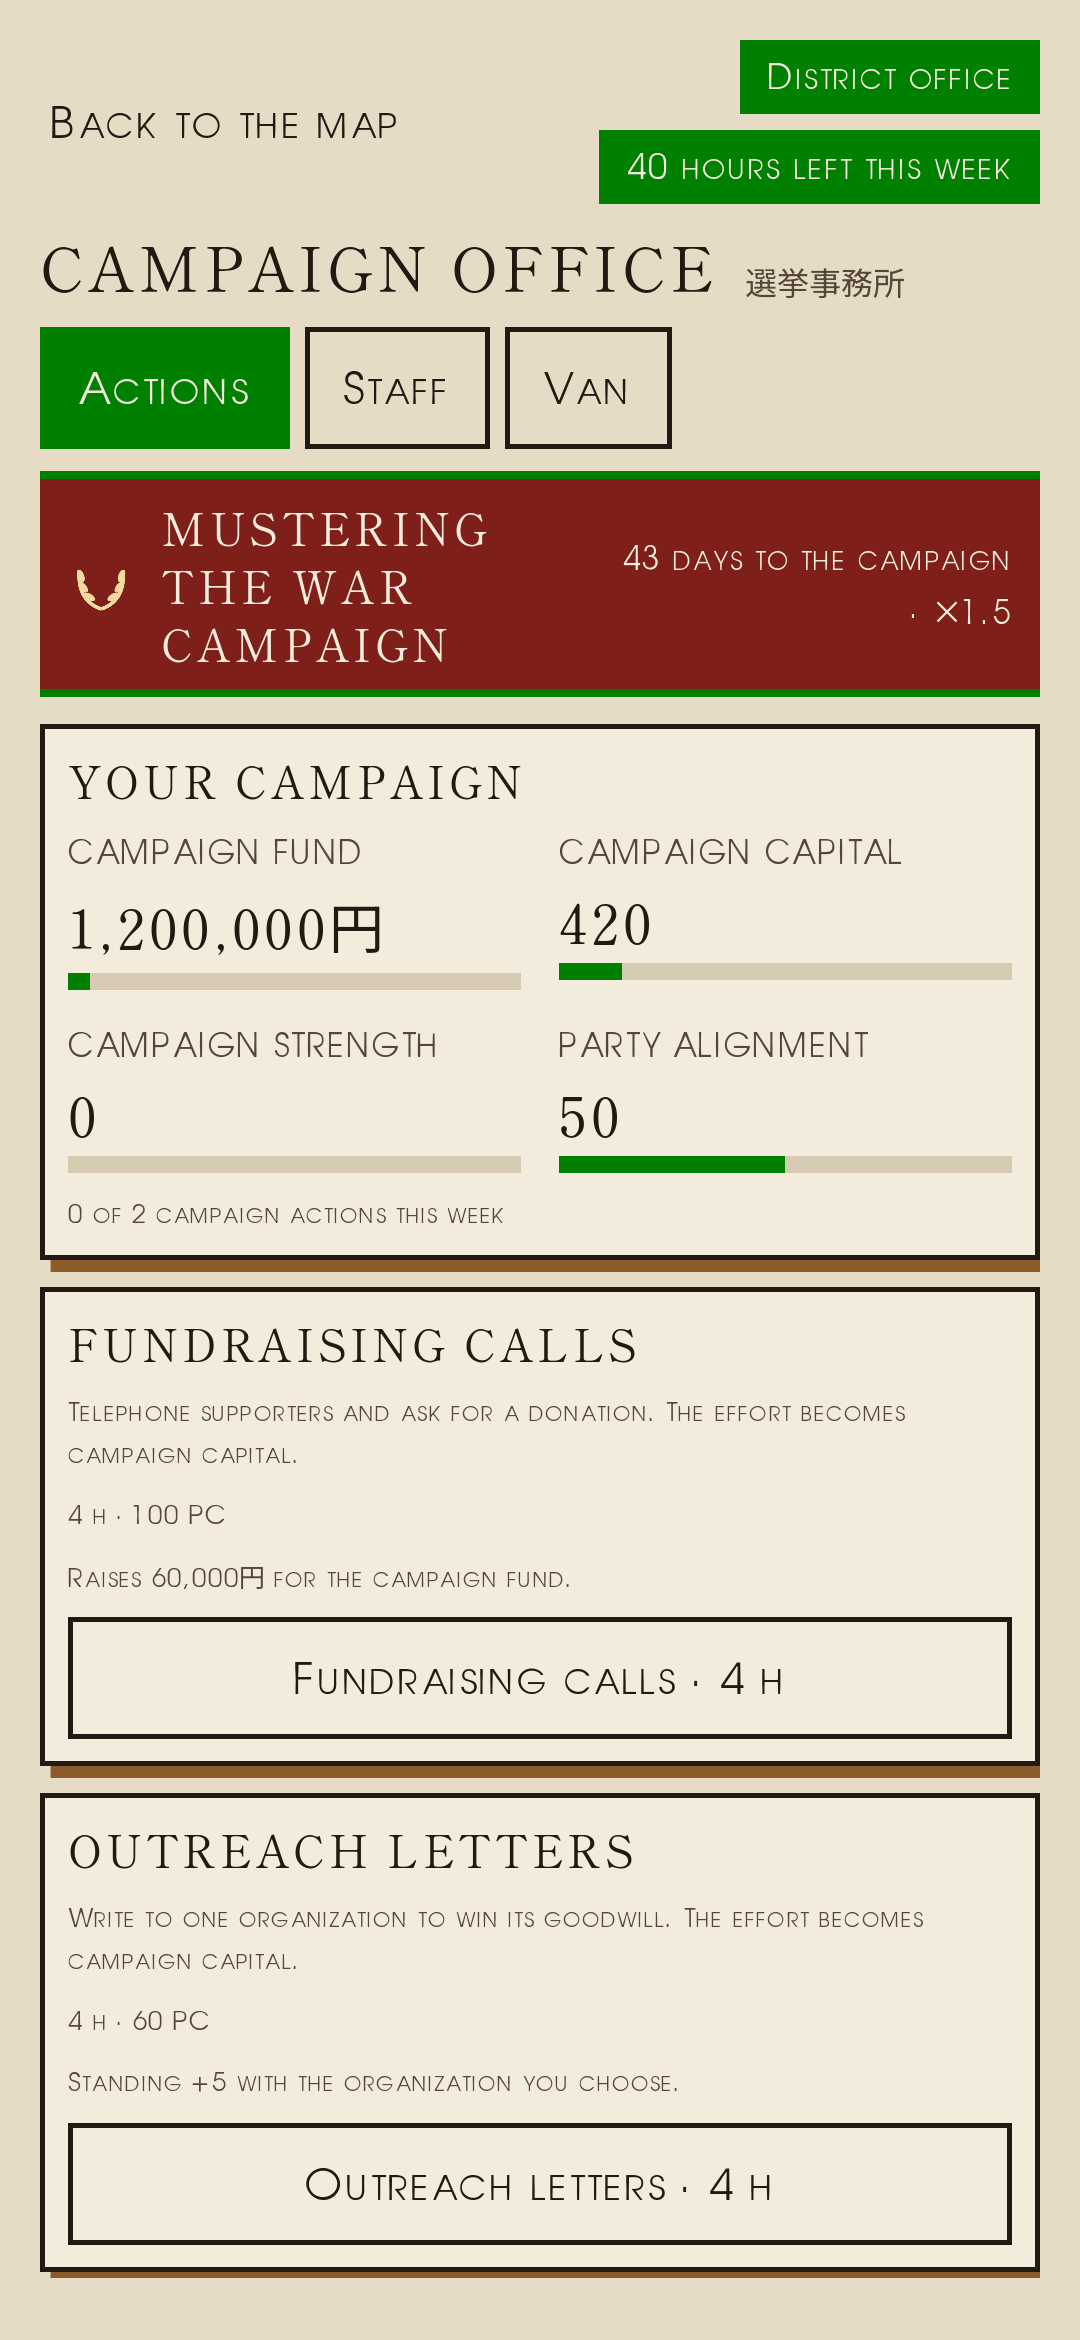 Back to the map
District office
40 hours left this week
CAMPAIGN OFFICE 選挙事務所
Actions
Staff
Van
MUSTERING
THE WAR
CAMPAIGN
43 days to the campaign
· ×1.5
YOUR CAMPAIGN
CAMPAIGN FUND
1,200,000円
CAMPAIGN CAPITAL
420
CAMPAIGN STRENGTH
0
PARTY ALIGNMENT
50
0 of 2 campaign actions this week
FUNDRAISING CALLS
Telephone supporters and ask for a donation. The effort becomes
campaign capital.
4 h · 100 PC
Raises 60,000円 for the campaign fund.
Fundraising calls · 4 h
OUTREACH LETTERS
Write to one organization to win its goodwill. The effort becomes
campaign capital.
4 h · 60 PC
Standing +5 with the organization you choose.
Outreach letters · 4 h